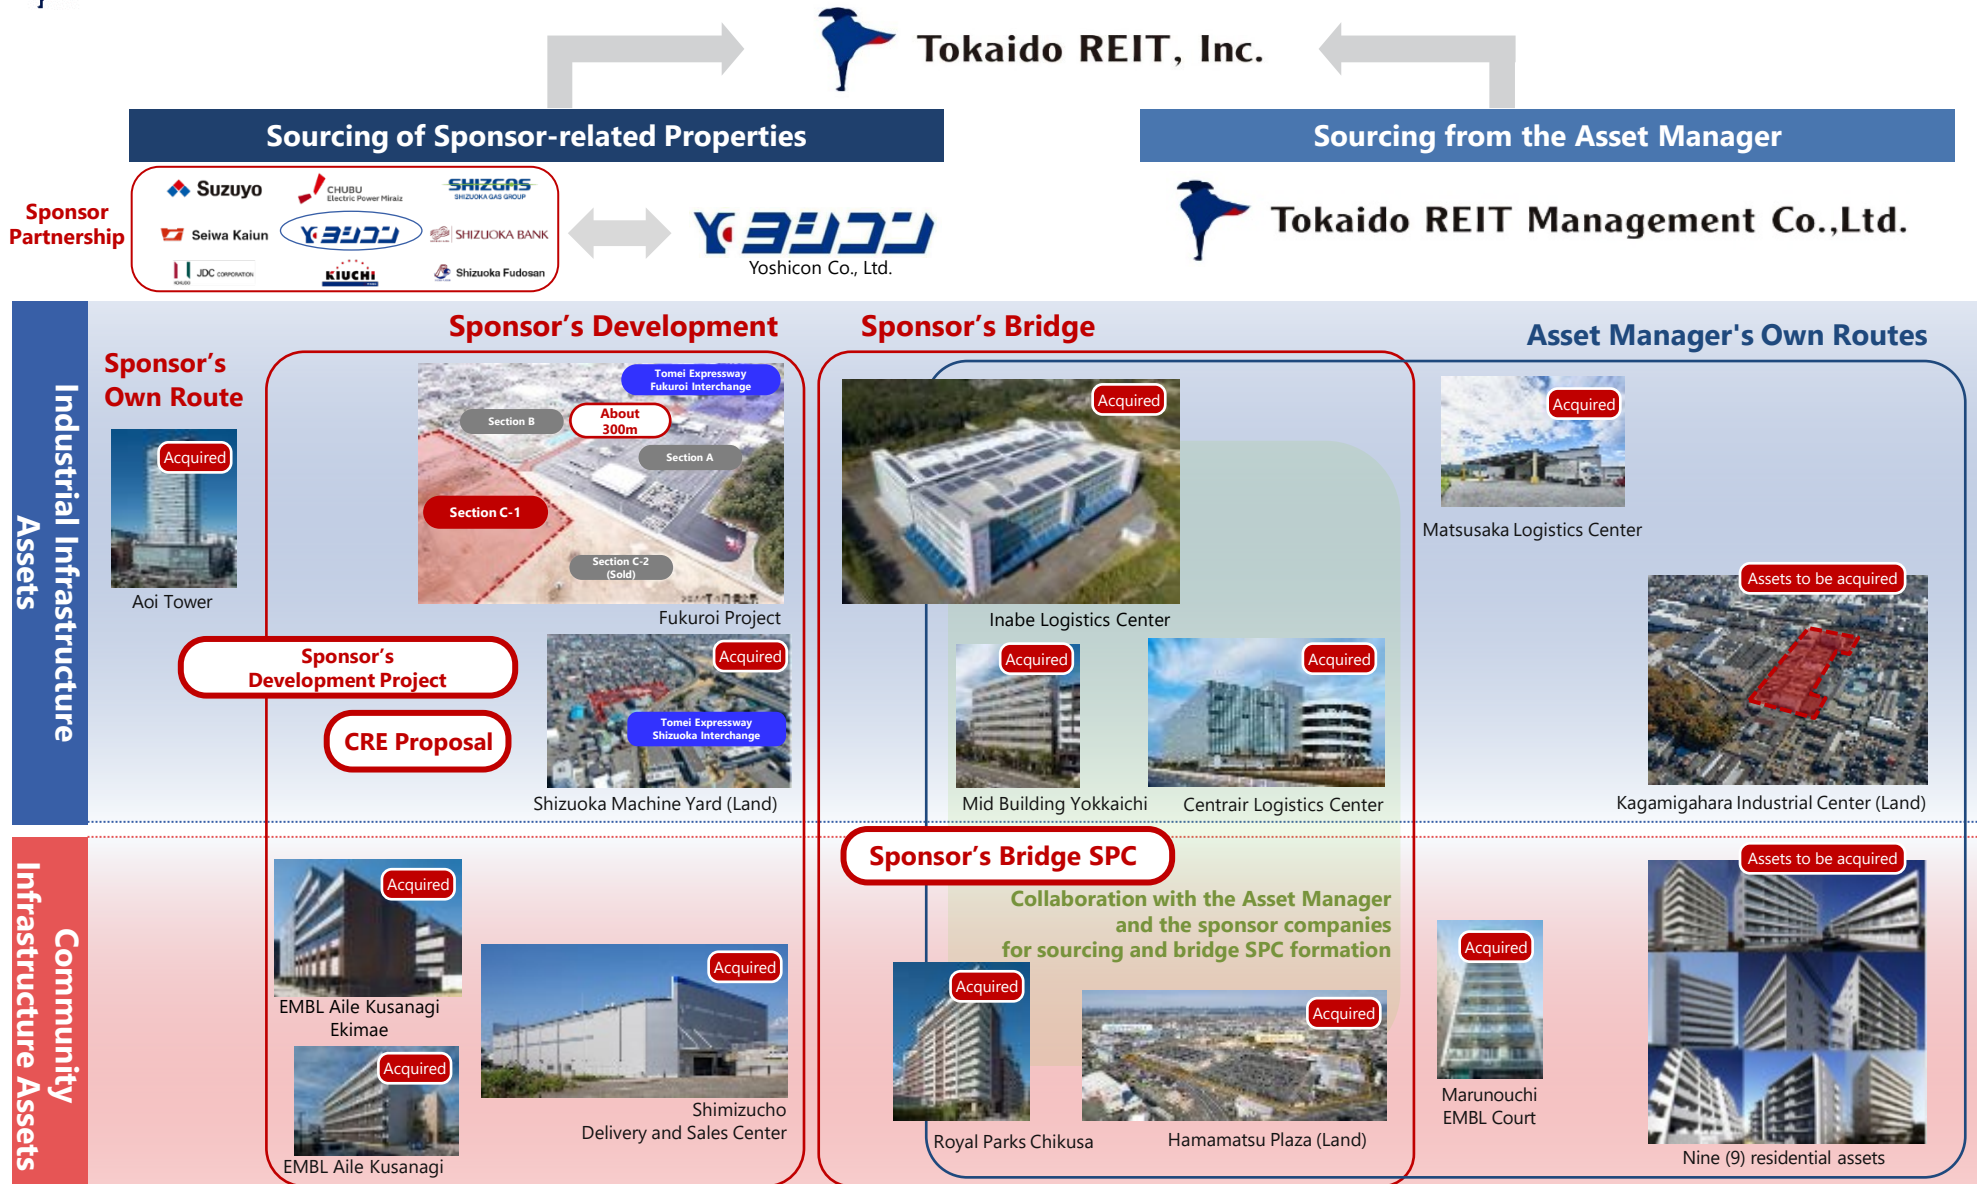 Tokaido REIT, Inc.
Sourcing of Sponsor-related Properties
Sourcing from the Asset Manager
Sponsor
Partnership
Suzuyo
CHUBU
Electric Power Miraiz
SHIZGAS
SHIZUOKA GAS GROUP
Seiwa Kaiun
ヨシコン
SHIZUOKA BANK
JDC CORPORATION
KIUCHI
Shizuoka Fudosan
ヨシコン
Yoshicon Co., Ltd.
Tokaido REIT Management Co.,Ltd.
Industrial Infrastructure
Assets
Sponsor's
Own Route
Acquired
Aoi Tower
Sponsor's Development
Tomei Expressway
Fukuroi Interchange
About
300m
Section B
Section A
Section C-1
Section C-2
(Sold)
Fukuroi Project
Sponsor's
Development Project
CRE Proposal
Acquired
Tomei Expressway
Shizuoka Interchange
Shizuoka Machine Yard (Land)
Sponsor's Bridge
Acquired
Inabe Logistics Center
Acquired
Mid Building Yokkaichi
Acquired
Centrair Logistics Center
Asset Manager's Own Routes
Acquired
Matsusaka Logistics Center
Assets to be acquired
Kagamigahara Industrial Center (Land)
Community
Infrastructure Assets
Acquired
EMBL Aile Kusanagi
Ekimae
Acquired
EMBL Aile Kusanagi
Acquired
Shimizucho
Delivery and Sales Center
Sponsor's Bridge SPC
Collaboration with the Asset Manager
and the sponsor companies
for sourcing and bridge SPC formation
Acquired
Royal Parks Chikusa
Acquired
Hamamatsu Plaza (Land)
Acquired
Marunouchi
EMBL Court
Assets to be acquired
Nine (9) residential assets